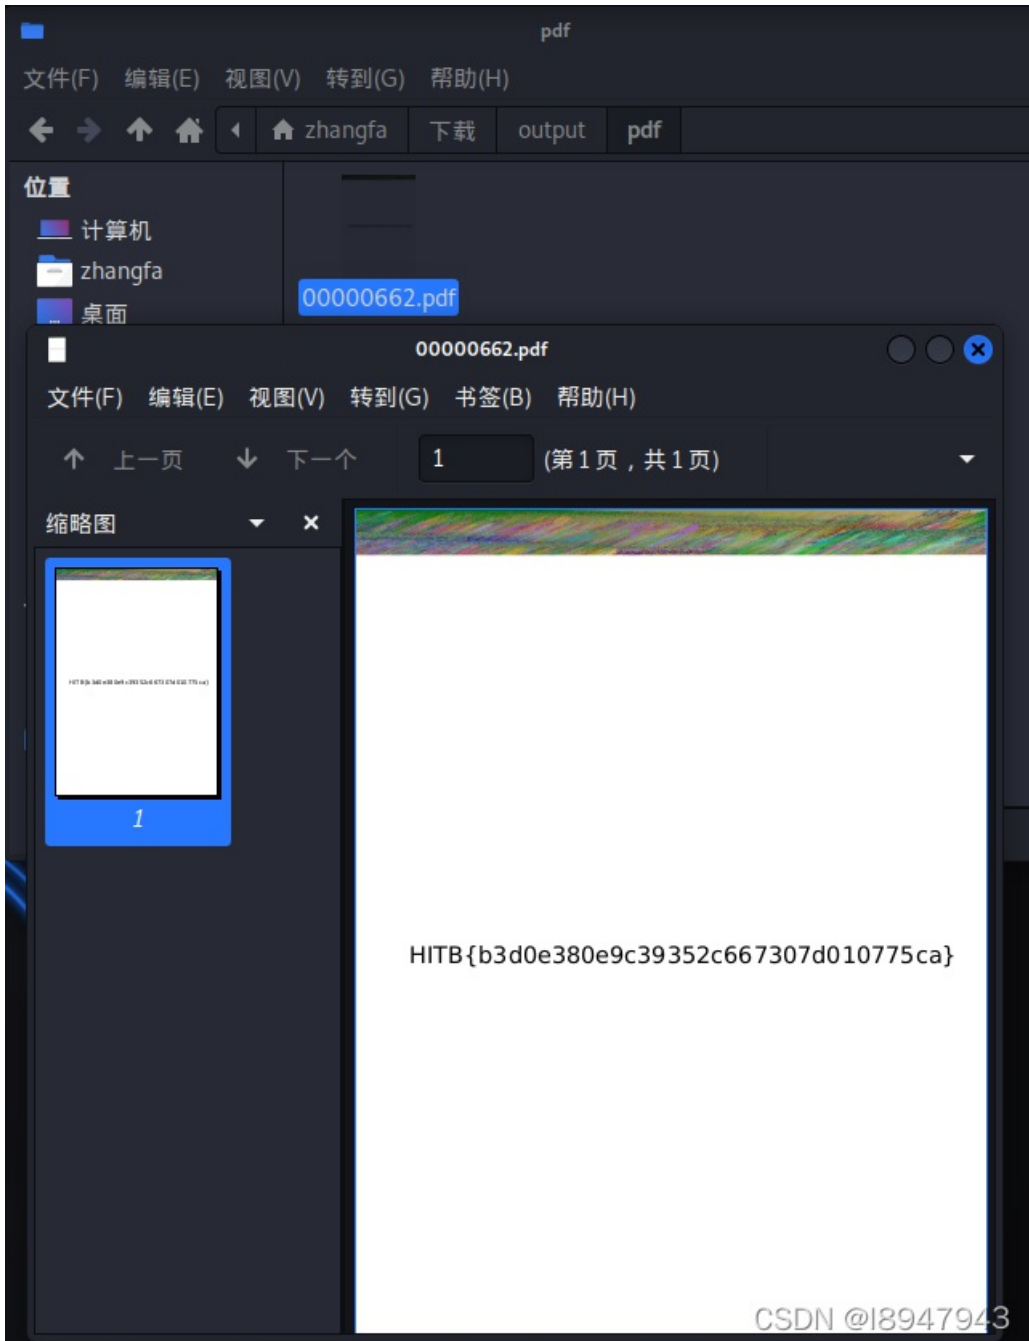 pdf
文件(F) 编辑(E) 视图(V) 转到(G) 帮助(H)
zhangfa 下载 output pdf
位置
计算机
zhangfa
桌面
00000662.pdf
00000662.pdf
文件(F) 编辑(E) 视图(V) 转到(G) 书签(B) 帮助(H)
上一页 下一个 1 (第1页，共1页)
缩略图
HITB{b3d0e380e9c39352c667307d010775ca}
1
HITB{b3d0e380e9c39352c667307d010775ca}
CSDN @l8947943